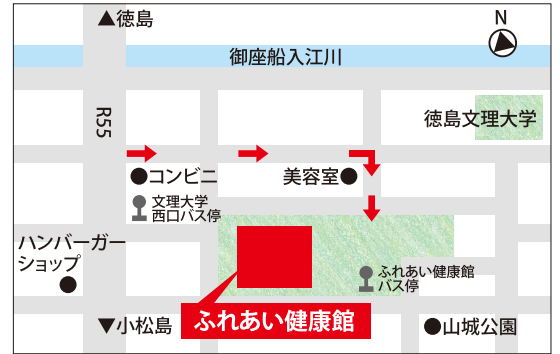 ▲徳島
N
御座船入江川
R55
徳島文理大学
●コンビニ
美容室●
文理大学
西口バス停
ハンバーガー
ショップ
●
ふれあい健康館
バス停
ふれあい健康館
▼小松島
●山城公園